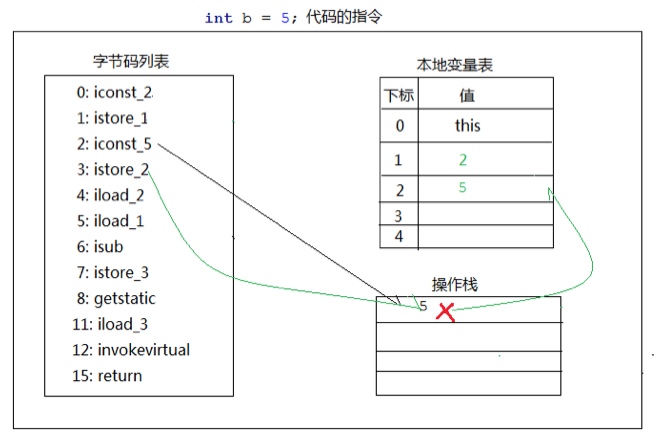 int b = 5; 代码的指令
字节码列表
0: iconst_2
1: istore_1
2: iconst_5
3: istore_2
4: iload_2
5: iload_1
6: isub
7: istore_3
8: getstatic
11: iload_3
12: invokevirtual
15: return
本地变量表
下标 值
0 this
1 2
2 5
3
4
操作栈
5